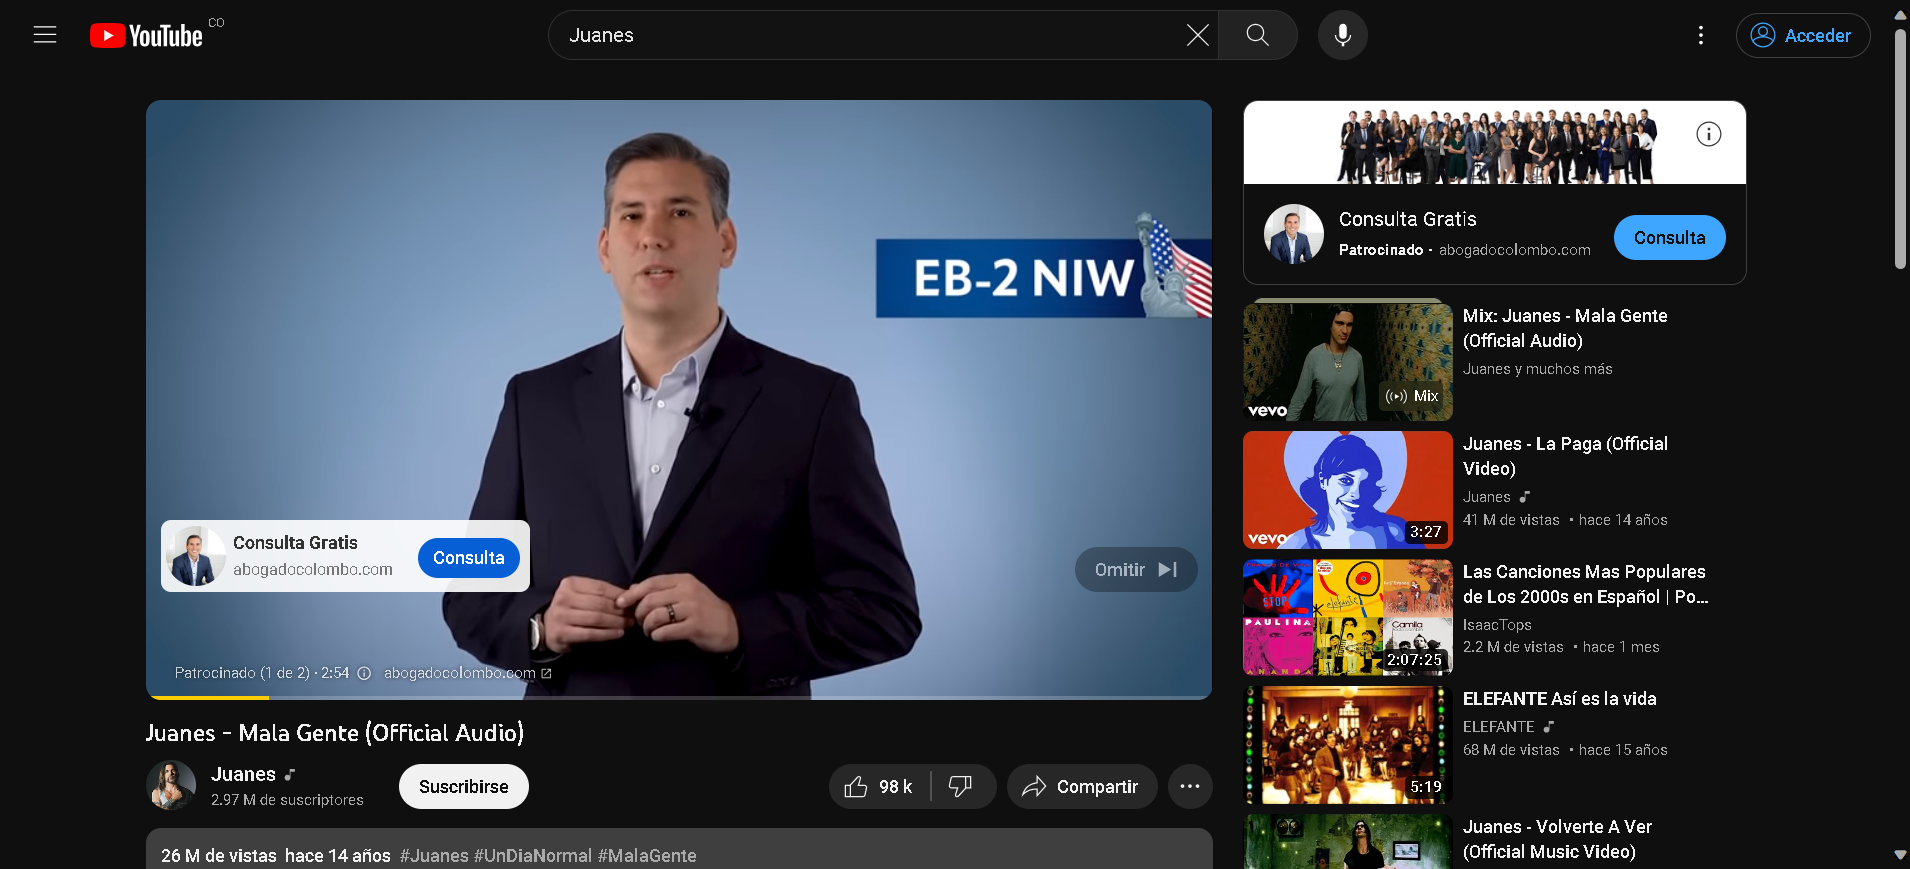 YouTube CO
Juanes
Acceder
EB-2 NIW
Consulta Gratis
abogadocolombo.com
Consulta
Omitir
Patrocinado (1 de 2) · 2:54 abogadocolombo.com
Juanes - Mala Gente (Official Audio)
Juanes
2.97 M de suscriptores
Suscribirse
98 k
Compartir
26 M de vistas hace 14 años #Juanes #UnDiaNormal #MalaGente
Consulta Gratis
Patrocinado · abogadocolombo.com
Consulta
vevo
Mix
Mix: Juanes - Mala Gente
(Official Audio)
Juanes y muchos más
vevo
3:27
Juanes - La Paga (Official
Video)
Juanes
41 M de vistas • hace 14 años
STOP
elefante
PAULINA
Camila
ANANDA
2:07:25
Las Canciones Mas Populares
de Los 2000s en Español | Po...
IsaacTops
2.2 M de vistas • hace 1 mes
5:19
ELEFANTE Así es la vida
ELEFANTE
68 M de vistas • hace 15 años
Juanes - Volverte A Ver
(Official Music Video)